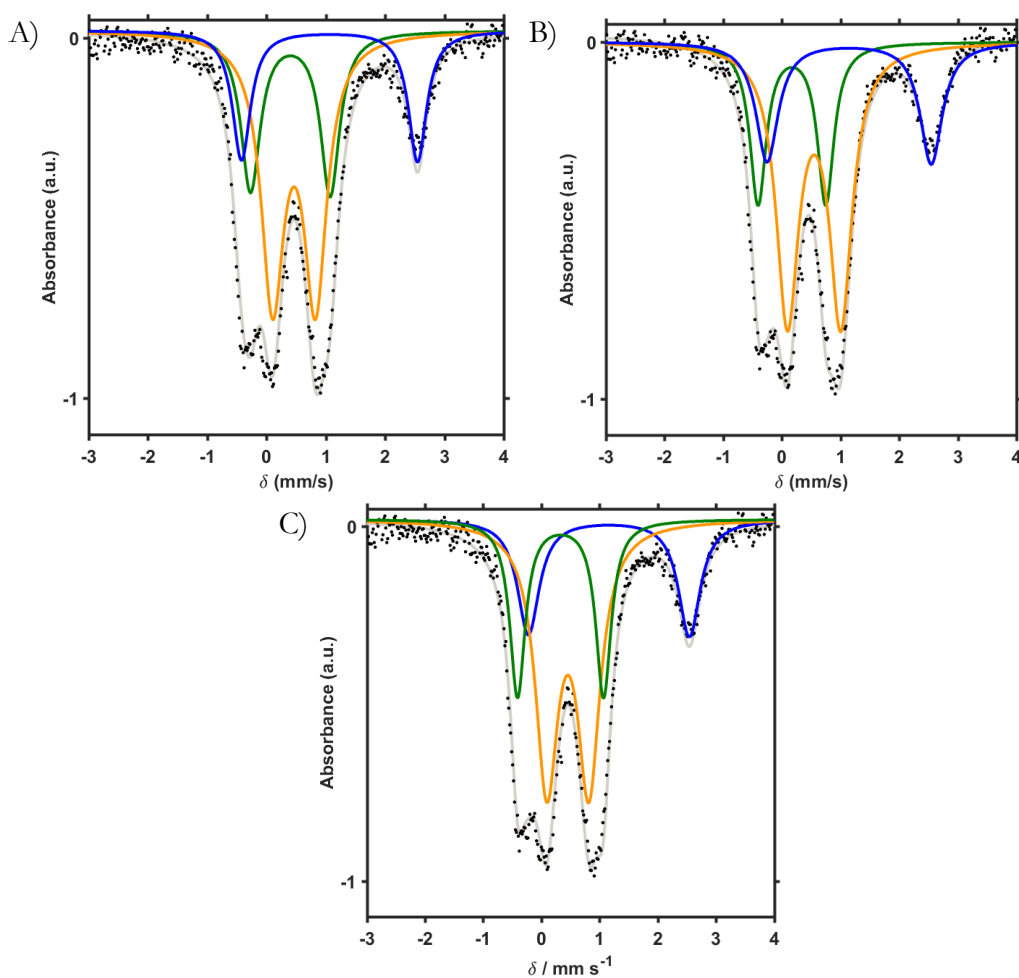 A)
0
-1
Absorbance (a.u.)
-3 -2 -1 0 1 2 3 4
δ (mm/s)
B)
0
-1
Absorbance (a.u.)
-3 -2 -1 0 1 2 3 4
δ (mm/s)
C)
0
-1
Absorbance (a.u.)
-3 -2 -1 0 1 2 3 4
δ / mm s⁻¹